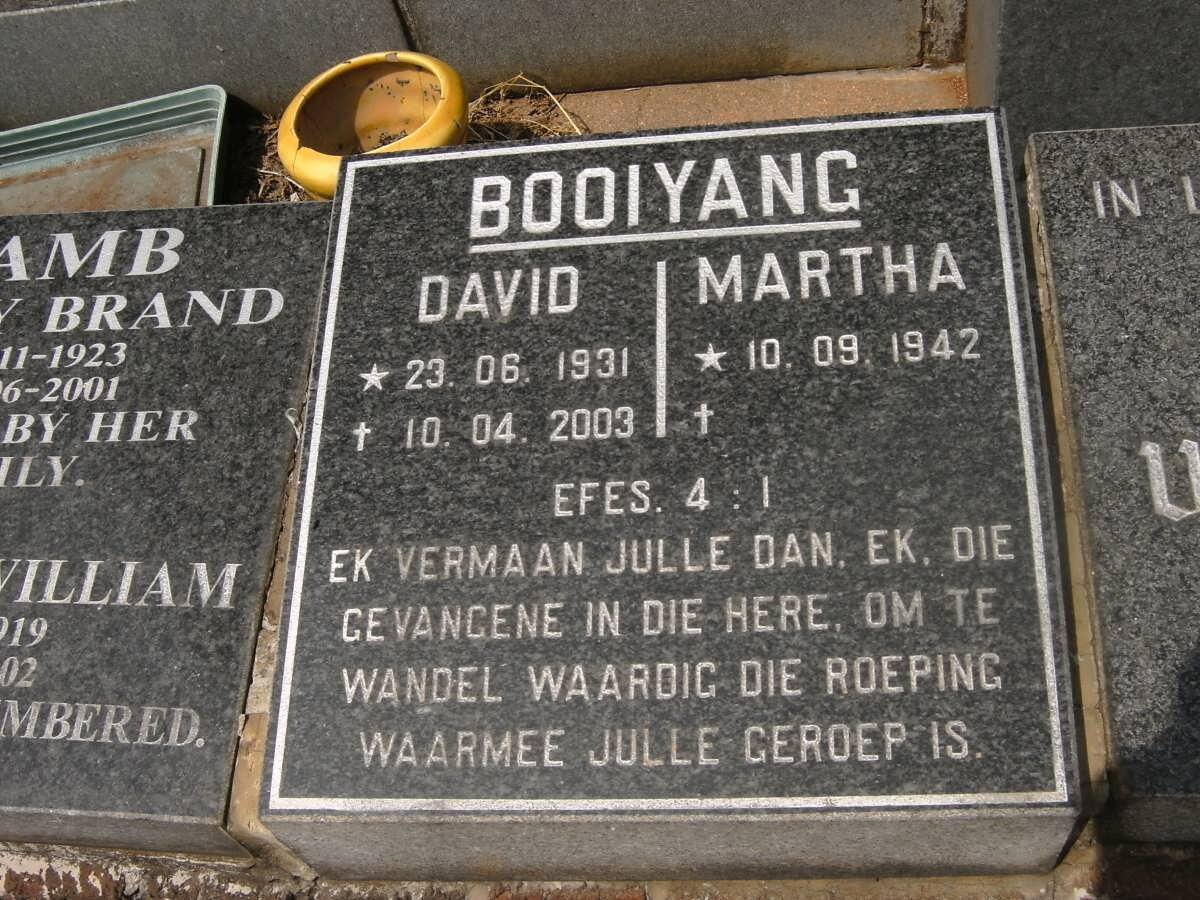 BOOIYANG
DAVID
★ 23. 06. 1931
✝ 10. 04. 2003
MARTHA
★ 10. 09. 1942
✝
EFES. 4 : 1
EK VERMAAN JULLE DAN, EK, DIE
GEVANGENE IN DIE HERE, OM TE
WANDEL WAARDIG DIE ROEPING
WAARMEE JULLE GEROEP IS.
AMB
BRAND
11-1923
6-2001
BY HER
ILY.
WILLIAM
919
02
MBERED.
IN